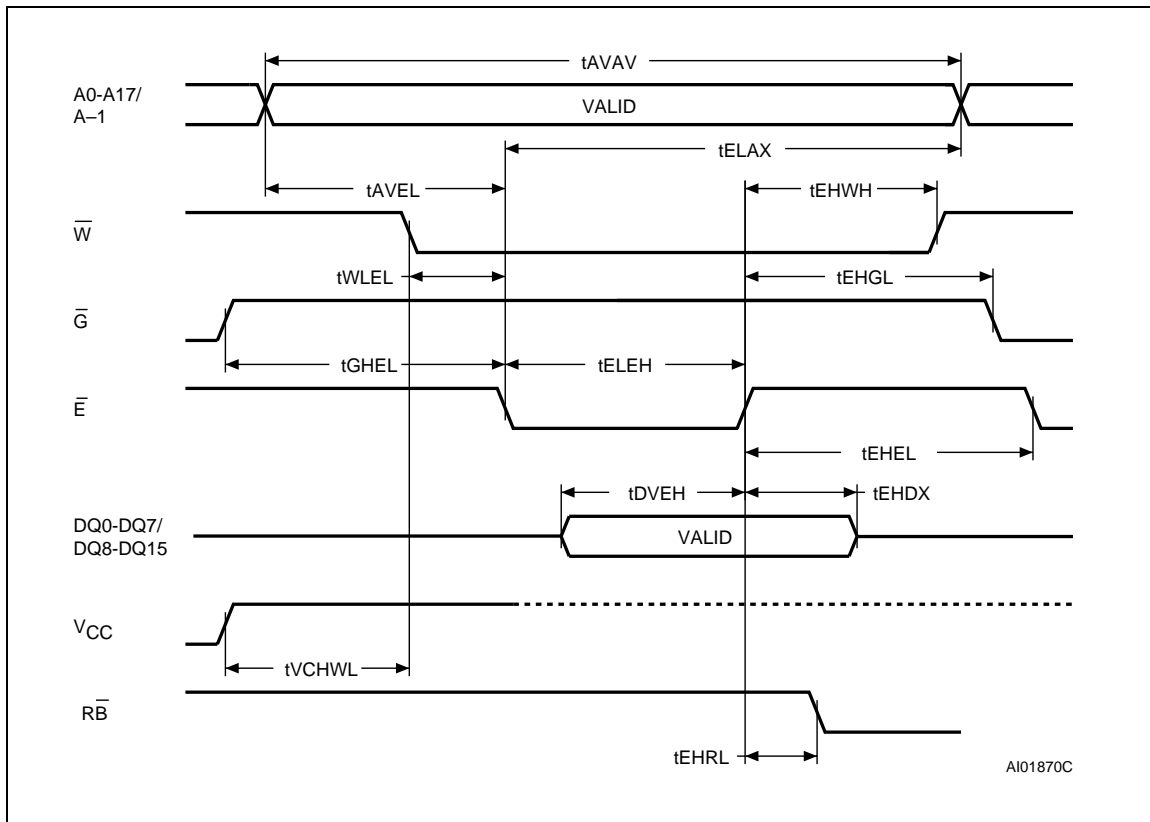 tAVAV
A0-A17/
A–1
VALID
tELAX
tAVEL
tEHWH
W̅
tWLEL
tEHGL
G̅
tGHEL
tELEH
E̅
tEHEL
tDVEH
tEHDX
DQ0-DQ7/
DQ8-DQ15
VALID
VCC
tVCHWL
RB̅
tEHRL
AI01870C